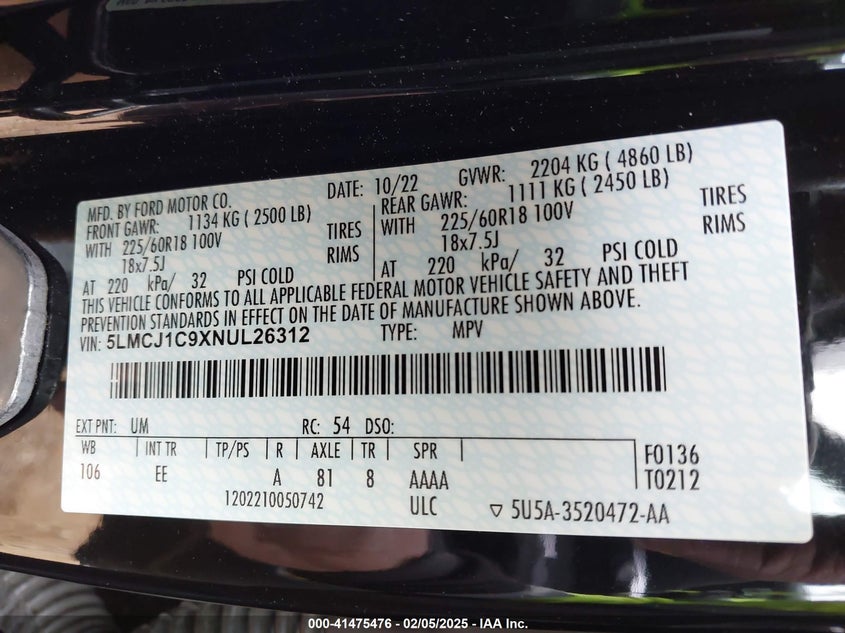 MFD. BY FORD MOTOR CO. DATE: 10/22 GVWR: 2204 KG ( 4860 LB)
FRONT GAWR: 1134 KG ( 2500 LB) REAR GAWR: 1111 KG ( 2450 LB)
WITH 225/60R18 100V TIRES WITH 225/60R18 100V TIRES
18x7.5J RIMS 18x7.5J RIMS
AT 220 kPa/ 32 PSI COLD AT 220 kPa/ 32 PSI COLD
THIS VEHICLE CONFORMS TO ALL APPLICABLE FEDERAL MOTOR VEHICLE SAFETY AND THEFT
PREVENTION STANDARDS IN EFFECT ON THE DATE OF MANUFACTURE SHOWN ABOVE.
VIN: 5LMCJ1C9XNUL26312 TYPE: MPV
EXT PNT: UM RC: 54 DSO:
WB INT TR TP/PS R AXLE TR SPR F0136
106 EE A 81 8 AAAA T0212
1202210050742 ULC ▽ 5U5A-3520472-AA
000-41475476 - 02/05/2025 - IAA Inc.